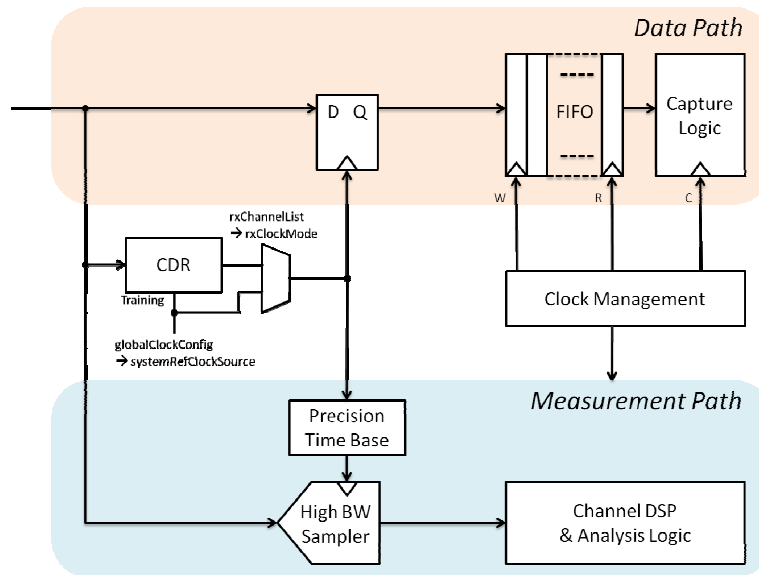 Data Path
D Q
FIFO
Capture
Logic
W
R
C
rxChannelList
→ rxClockMode
CDR
Training
Clock Management
globalClockConfig
→ systemRefClockSource
Measurement Path
Precision
Time Base
High BW
Sampler
Channel DSP
& Analysis Logic